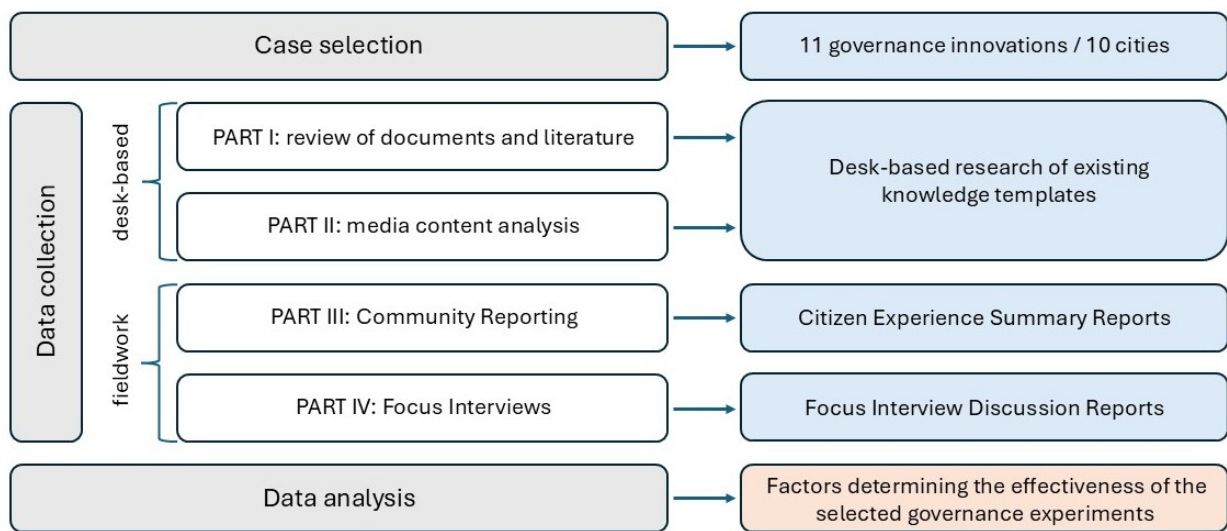 Case selection
11 governance innovations / 10 cities
Data collection
desk-based
PART I: review of documents and literature
PART II: media content analysis
Desk-based research of existing
knowledge templates
fieldwork
PART III: Community Reporting
Citizen Experience Summary Reports
PART IV: Focus Interviews
Focus Interview Discussion Reports
Data analysis
Factors determining the effectiveness of the
selected governance experiments